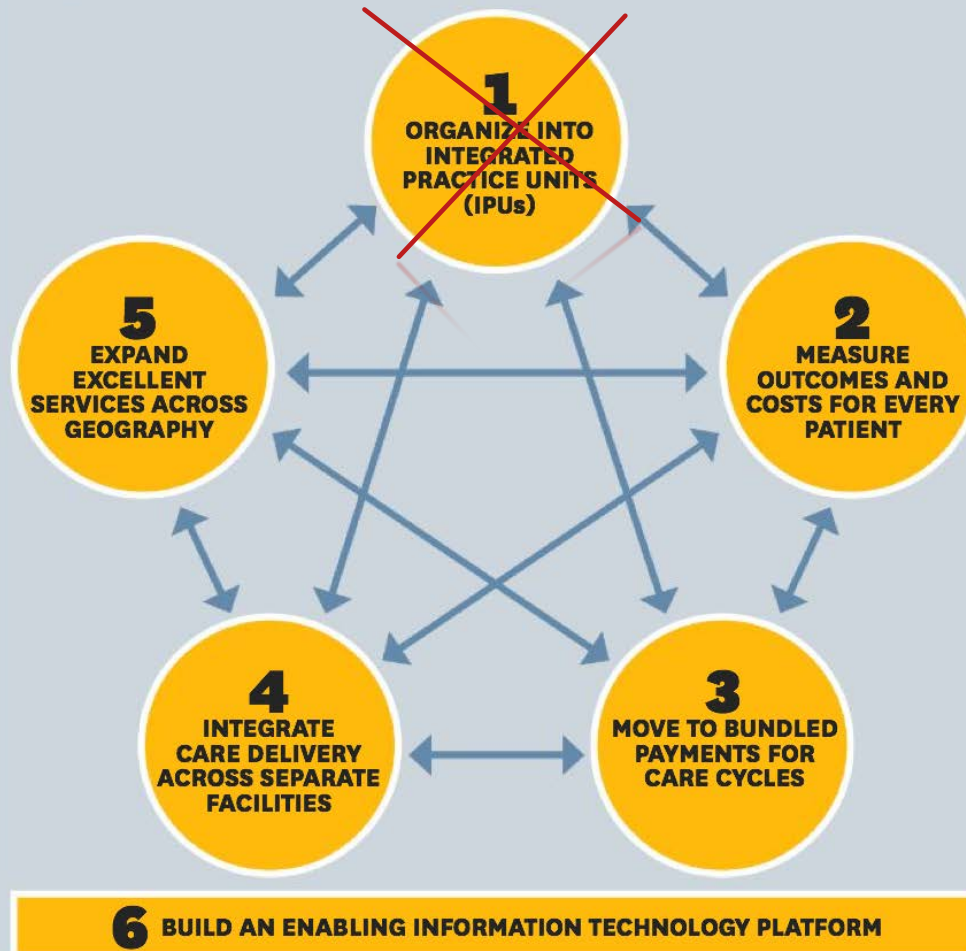 1
ORGANIZE INTO
INTEGRATED
PRACTICE UNITS
(IPUs)
2
MEASURE
OUTCOMES AND
COSTS FOR EVERY
PATIENT
3
MOVE TO BUNDLED
PAYMENTS FOR
CARE CYCLES
4
INTEGRATE
CARE DELIVERY
ACROSS SEPARATE
FACILITIES
5
EXPAND
EXCELLENT
SERVICES ACROSS
GEOGRAPHY
6 BUILD AN ENABLING INFORMATION TECHNOLOGY PLATFORM